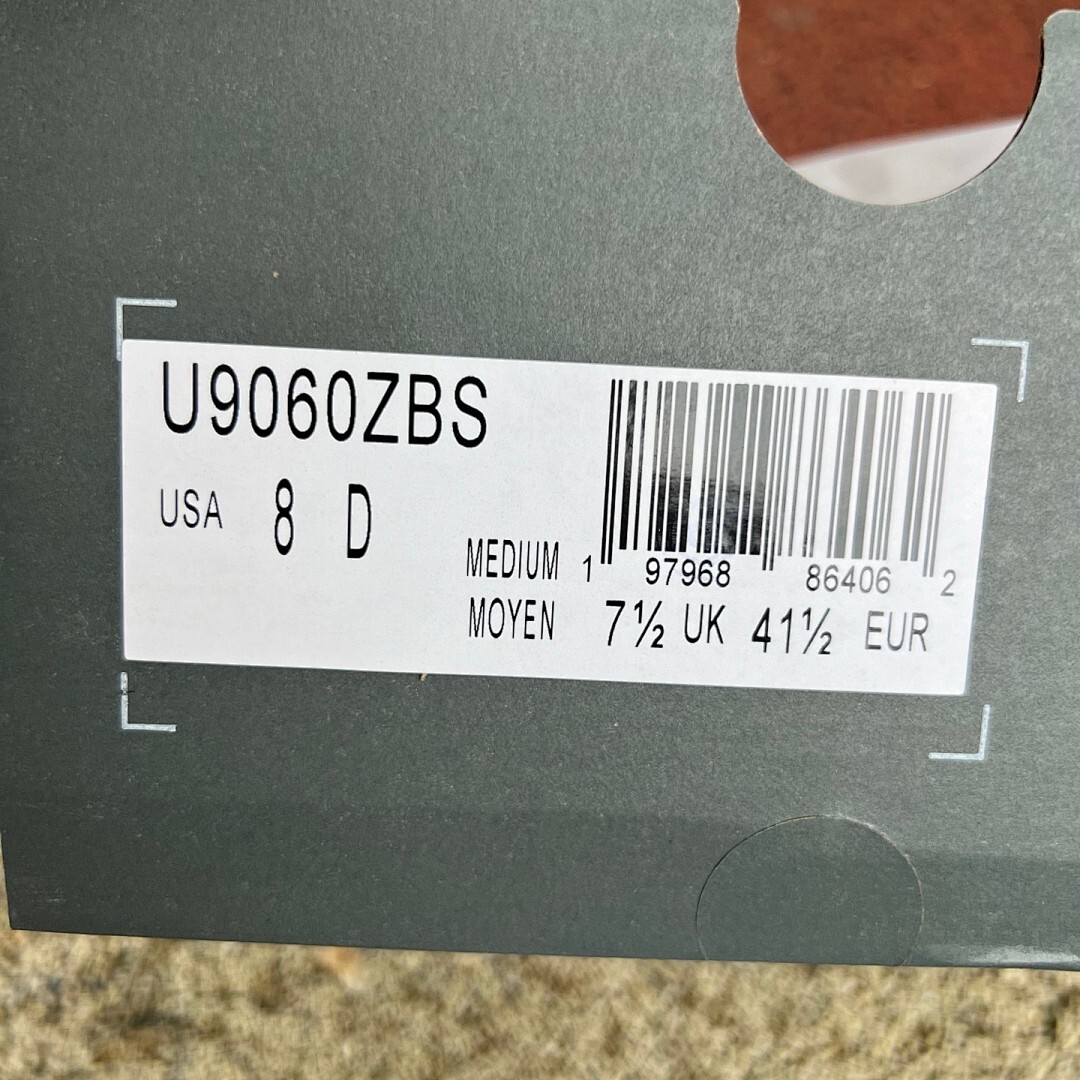 U9060ZBS
USA 8 D
MEDIUM 1 97968 86406 2
MOYEN 7½ UK 41½ EUR